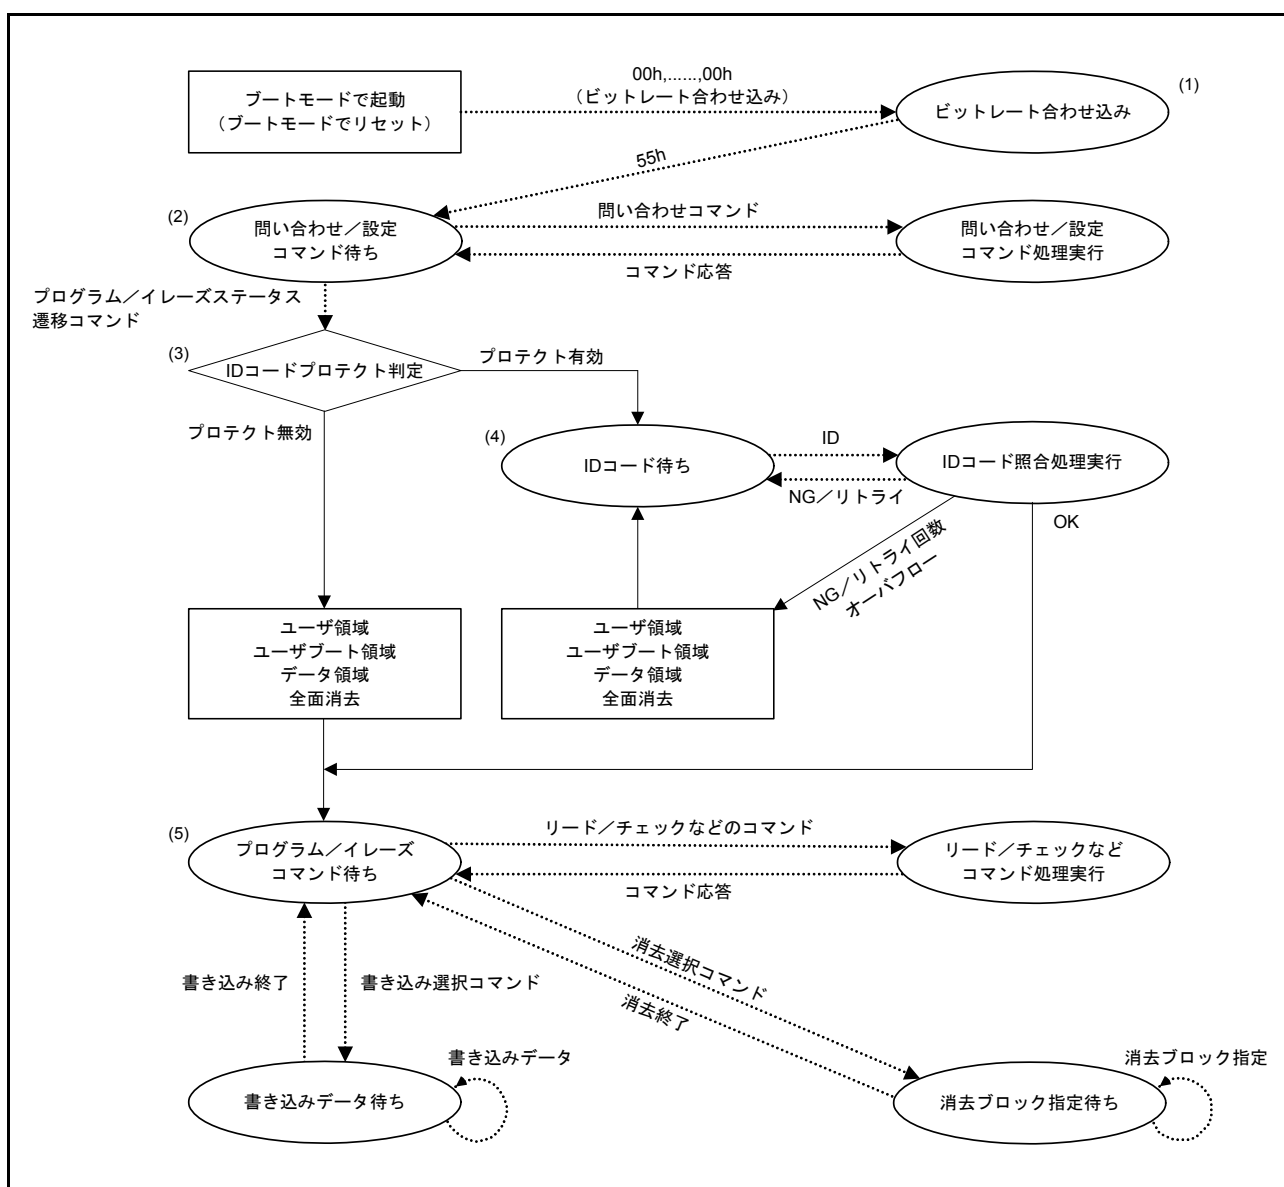 ブートモードで起動
（ブートモードでリセット）
00h,......,00h
（ビットレート合わせ込み）
(1)
ビットレート合わせ込み
55h
(2)
問い合わせ／設定
コマンド待ち
問い合わせコマンド
コマンド応答
問い合わせ／設定
コマンド処理実行
プログラム／イレーズステータス
遷移コマンド
(3)
IDコードプロテクト判定
プロテクト有効
プロテクト無効
(4)
IDコード待ち
ID
NG／リトライ
IDコード照合処理実行
OK
NG／リトライ回数
オーバフロー
ユーザ領域
ユーザブート領域
データ領域
全面消去
ユーザ領域
ユーザブート領域
データ領域
全面消去
(5)
プログラム／イレーズ
コマンド待ち
リード／チェックなどのコマンド
コマンド応答
リード／チェックなど
コマンド処理実行
書き込み終了
書き込み選択コマンド
消去選択コマンド
消去終了
書き込みデータ
書き込みデータ待ち
消去ブロック指定
消去ブロック指定待ち